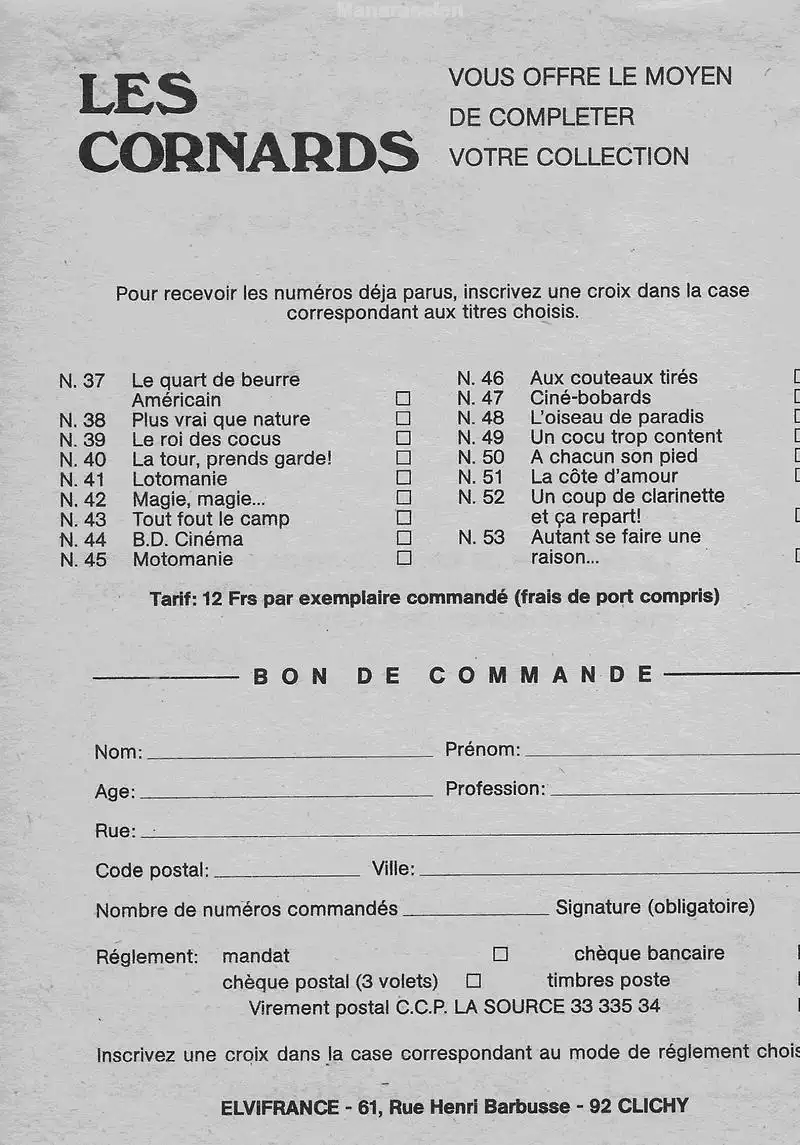 LES
CORNARDS
VOUS OFFRE LE MOYEN
DE COMPLETER
VOTRE COLLECTION
Pour recevoir les numéros déja parus, inscrivez une croix dans la case
correspondant aux titres choisis.
N. 37 Le quart de beurre
Américain
N. 38 Plus vrai que nature
N. 39 Le roi des cocus
N. 40 La tour, prends garde!
N. 41 Lotomanie
N. 42 Magie, magie...
N. 43 Tout fout le camp
N. 44 B.D. Cinéma
N. 45 Motomanie
N. 46 Aux couteaux tirés
N. 47 Ciné-bobards
N. 48 L'oiseau de paradis
N. 49 Un cocu trop content
N. 50 A chacun son pied
N. 51 La côte d'amour
N. 52 Un coup de clarinette
et ça repart!
N. 53 Autant se faire une
raison...
Tarif: 12 Frs par exemplaire commandé (frais de port compris)
BON DE COMMANDE
Nom: Prénom:
Age: Profession:
Rue:
Code postal: Ville:
Nombre de numéros commandés Signature (obligatoire)
Réglement: mandat chèque bancaire
chèque postal (3 volets) timbres poste
Virement postal C.C.P. LA SOURCE 33 335 34
Inscrivez une croix dans la case correspondant au mode de réglement chois
ELVIFRANCE - 61, Rue Henri Barbusse - 92 CLICHY